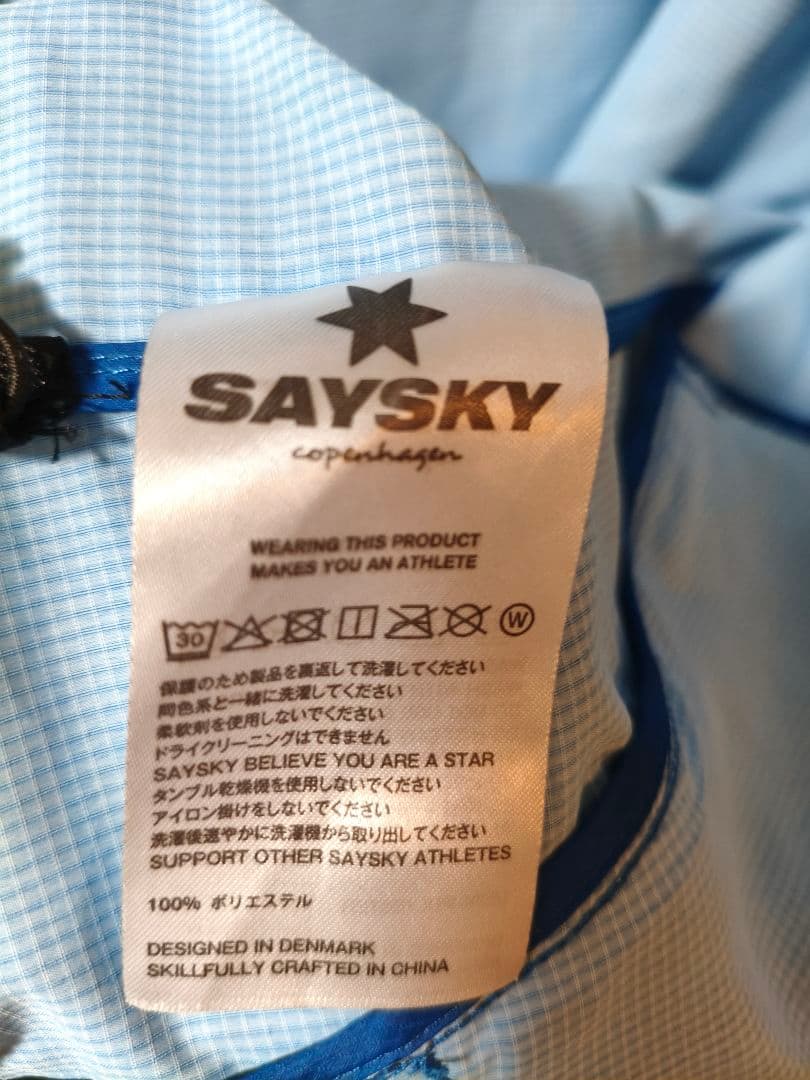 SAYSKY
copenhagen
WEARING THIS PRODUCT
MAKES YOU AN ATHLETE
30 W
保護のため製品を裏返して洗濯してください
同色系と一緒に洗濯してください
柔軟剤を使用しないでください
ドライクリーニングはできません
SAYSKY BELIEVE YOU ARE A STAR
タンブル乾燥機を使用しないでください
アイロン掛けをしないでください
洗濯後速やかに洗濯機から取り出してください
SUPPORT OTHER SAYSKY ATHLETES
100% ポリエステル
DESIGNED IN DENMARK
SKILLFULLY CRAFTED IN CHINA